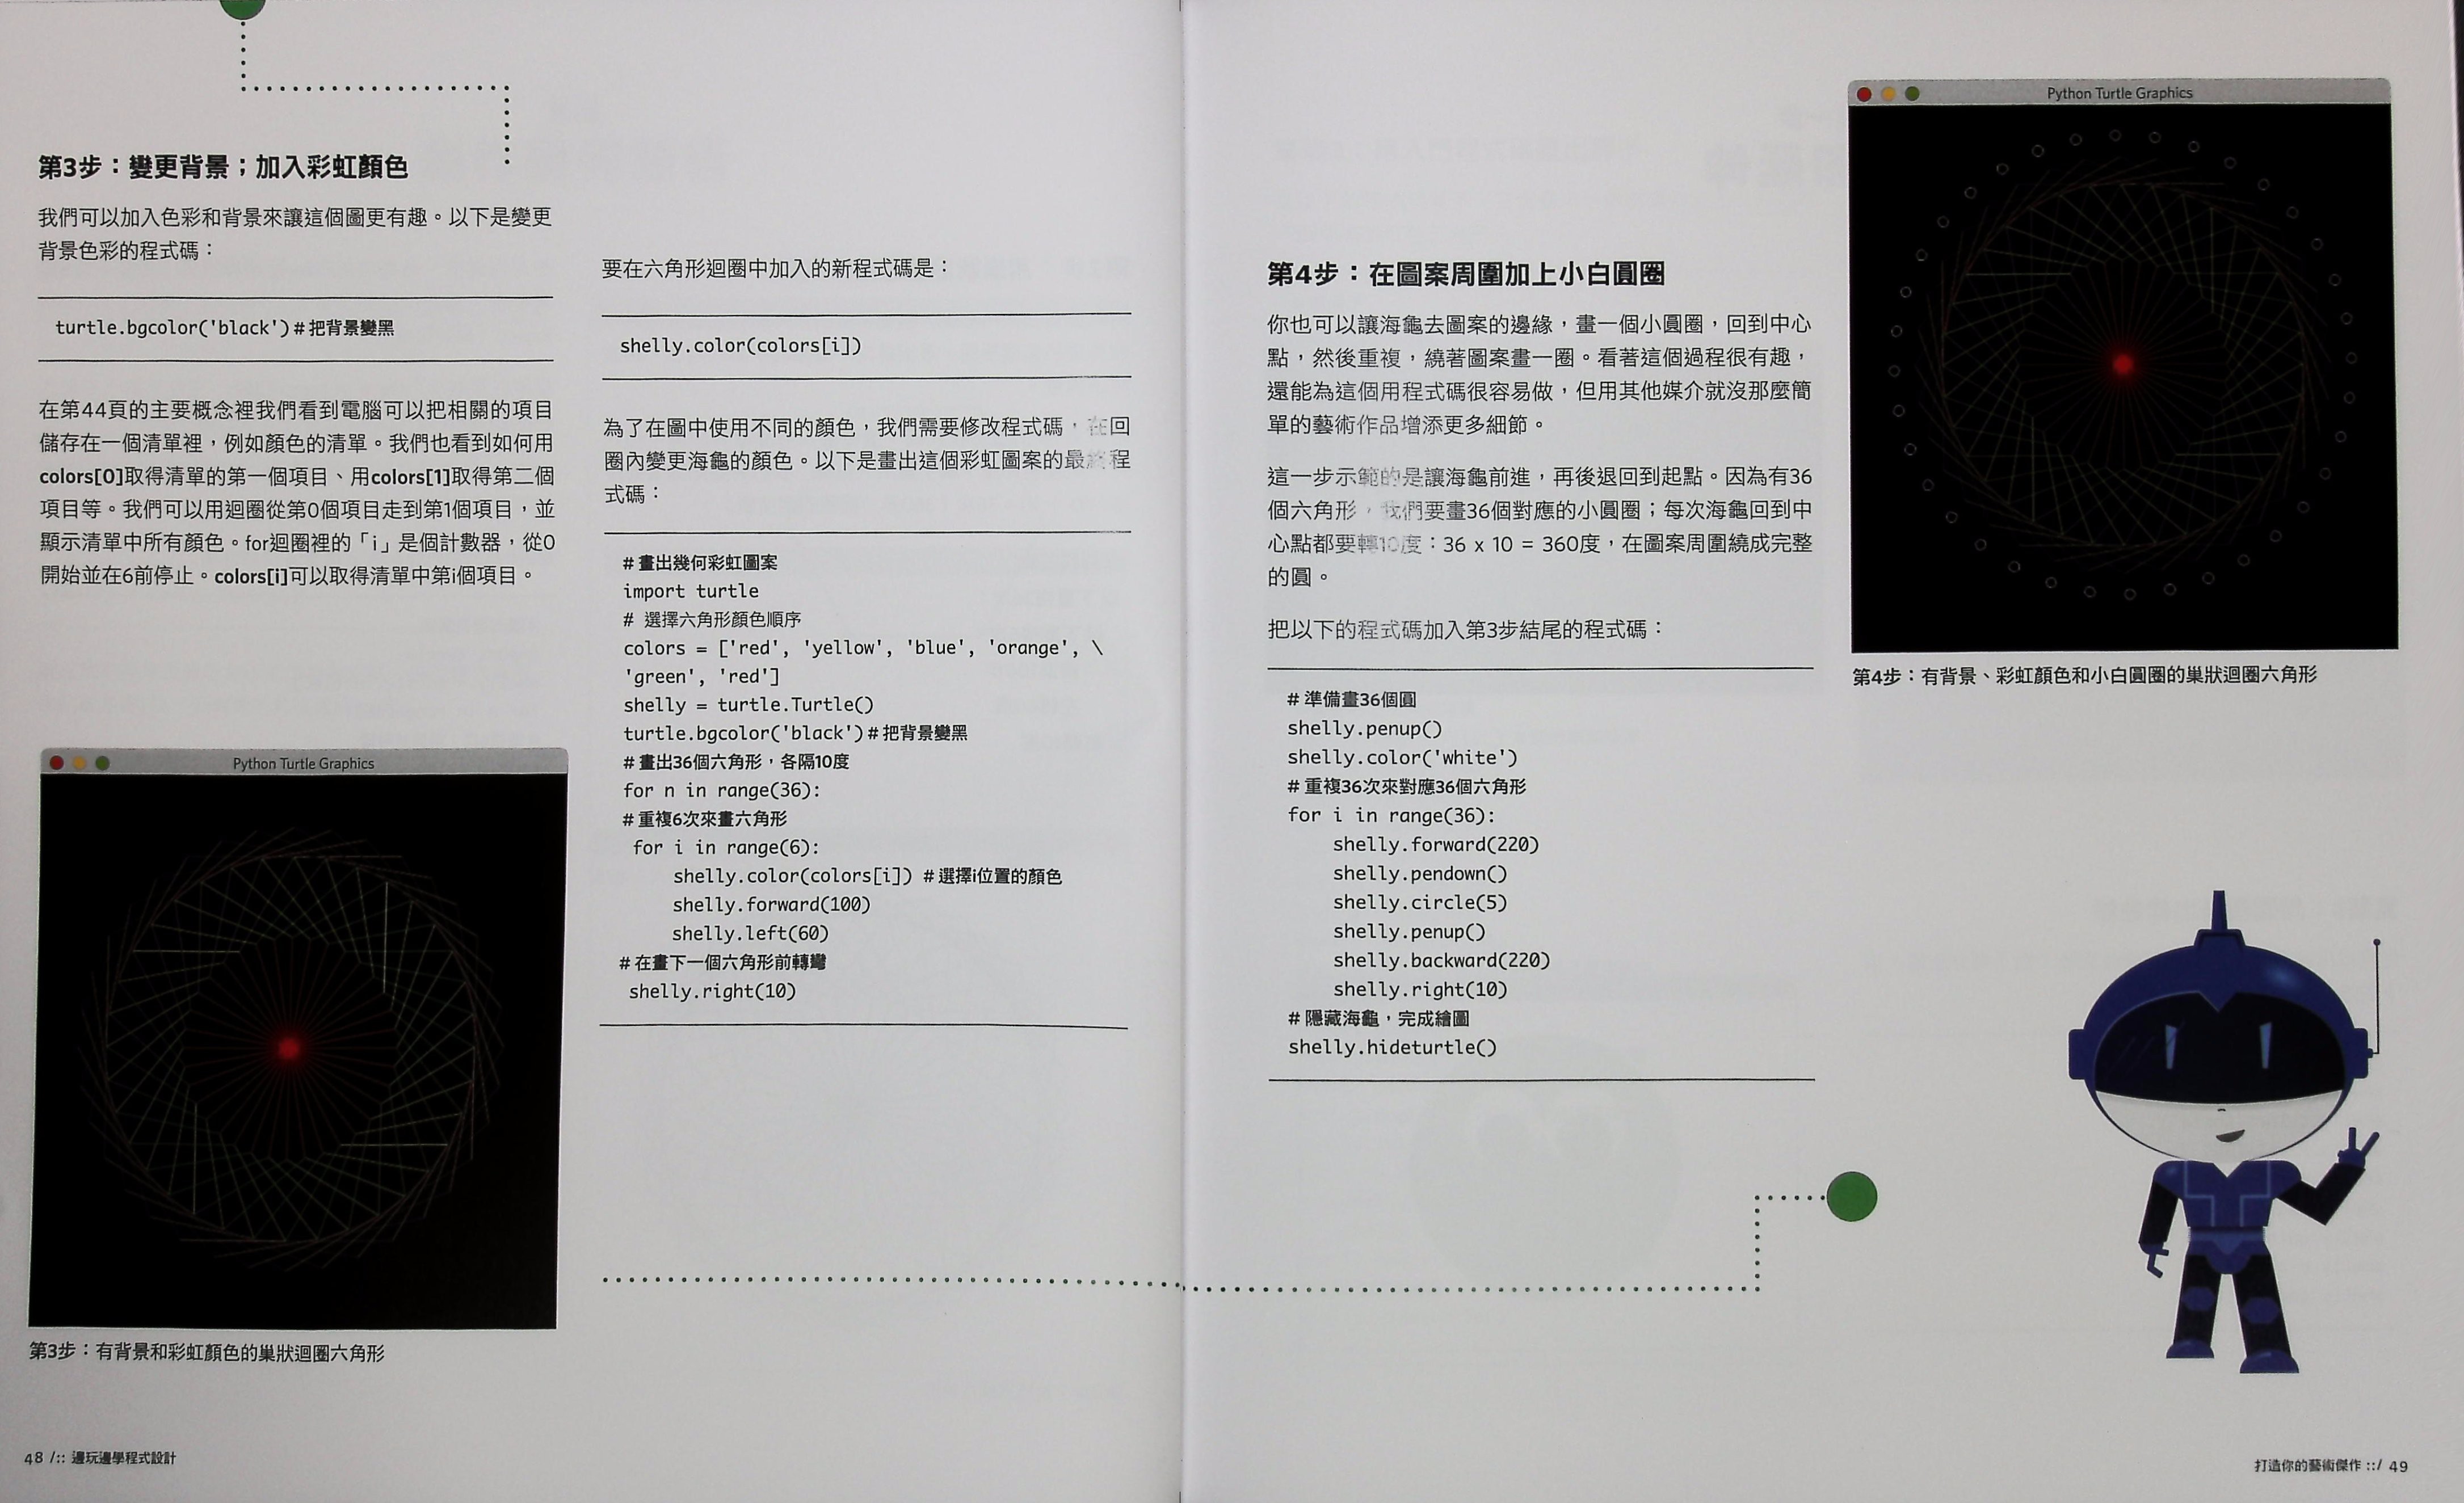 第3步：變更背景；加入彩虹顏色
我們可以加入色彩和背景來讓這個圖更有趣。以下是變更
背景色彩的程式碼：
turtle.bgcolor('black')#把背景變黑
在第44頁的主要概念裡我們看到電腦可以把相關的項目
儲存在一個清單裡，例如顏色的清單。我們也看到如何用
colors[0]取得清單的第一個項目、用colors[1]取得第二個
項目等。我們可以用迴圈從第0個項目走到第1個項目，並
顯示清單中所有顏色。for迴圈裡的「i」是個計數器，從0
開始並在6前停止。colors[i]可以取得清單中第i個項目。
Python Turtle Graphics
第3步：有背景和彩虹顏色的巢狀迴圈六角形
要在六角形迴圈中加入的新程式碼是：
shelly.color(colors[i])
為了在圖中使用不同的顏色，我們需要修改程式碼，在回
圈內變更海龜的顏色。以下是畫出這個彩虹圖案的最終程
式碼：
#畫出幾何彩虹圖案
import turtle
# 選擇六角形顏色順序
colors = ['red', 'yellow', 'blue', 'orange', \
'green', 'red']
shelly = turtle.Turtle()
turtle.bgcolor('black')#把背景變黑
#畫出36個六角形，各隔10度
for n in range(36):
#重複6次來畫六角形
for i in range(6):
shelly.color(colors[i]) #選擇i位置的顏色
shelly.forward(100)
shelly.left(60)
#在畫下一個六角形前轉彎
shelly.right(10)
48 /:: 邊玩邊學程式設計
第4步：在圖案周圍加上小白圓圈
你也可以讓海龜去圖案的邊緣，畫一個小圓圈，回到中心
點，然後重複，繞著圖案畫一圈。看著這個過程很有趣，
還能為這個用程式碼很容易做，但用其他媒介就沒那麼簡
單的藝術作品增添更多細節。
這一步示範的是讓海龜前進，再後退回到起點。因為有36
個六角形，我們要畫36個對應的小圓圈；每次海龜回到中
心點都要轉10度：36 x 10 = 360度，在圖案周圍繞成完整
的圓。
把以下的程式碼加入第3步結尾的程式碼：
#準備畫36個圓
shelly.penup()
shelly.color('white')
#重複36次來對應36個六角形
for i in range(36):
shelly.forward(220)
shelly.pendown()
shelly.circle(5)
shelly.penup()
shelly.backward(220)
shelly.right(10)
#隱藏海龜，完成繪圖
shelly.hideturtle()
Python Turtle Graphics
第4步：有背景、彩虹顏色和小白圓圈的巢狀迴圈六角形
打造你的藝術傑作 ::/ 49